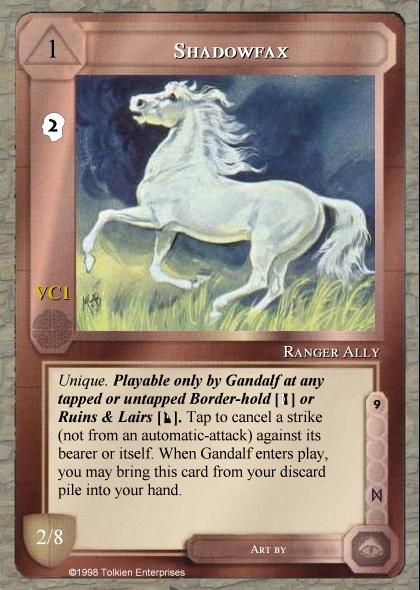 1
SHADOWFAX
2
VC1
RANGER ALLY
Unique. Playable only by Gandalf at any
tapped or untapped Border-hold [] or
Ruins & Lairs []. Tap to cancel a strike
(not from an automatic-attack) against its
bearer or itself. When Gandalf enters play,
you may bring this card from your discard
pile into your hand.
9
2/8
ART BY
©1998 Tolkien Enterprises